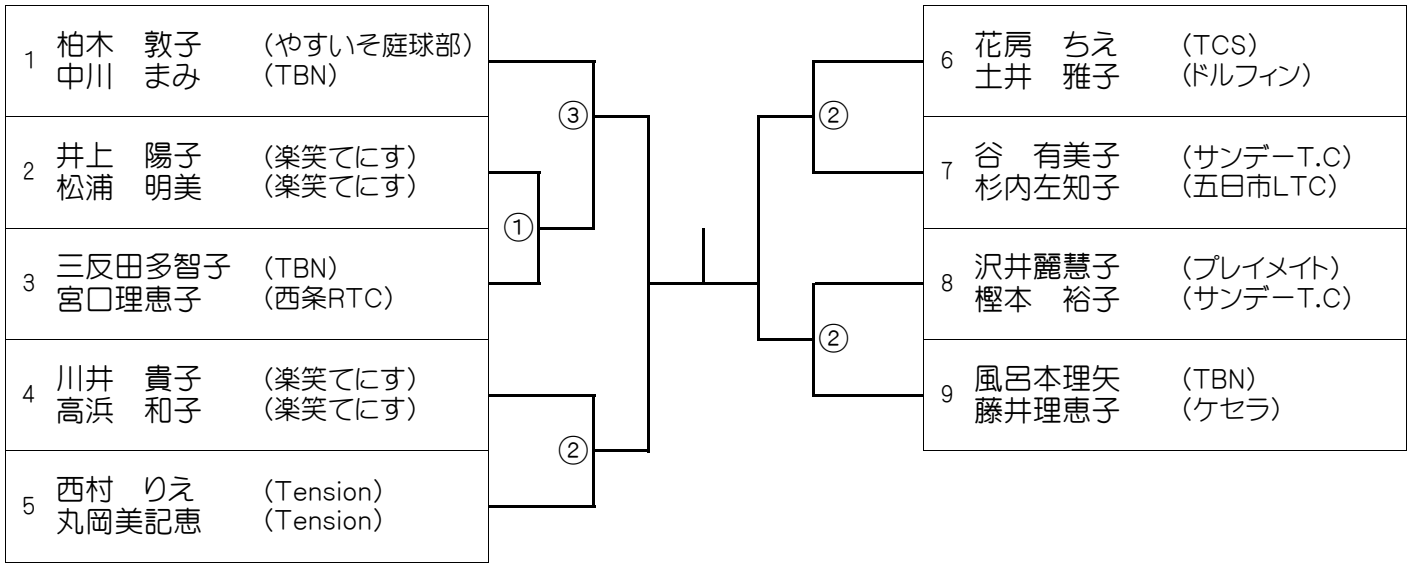 1 柏木　敦子 (やすいそ庭球部)
中川　まみ (TBN)
2 井上　陽子 (楽笑てにす)
松浦　明美 (楽笑てにす)
3 三反田多智子 (TBN)
宮口理恵子 (西条RTC)
4 川井　貴子 (楽笑てにす)
高浜　和子 (楽笑てにす)
5 西村　りえ (Tension)
丸岡美記恵 (Tension)
③
①
②
②
②
6 花房　ちえ (TCS)
土井　雅子 (ドルフィン)
7 谷　有美子 (サンデーT.C)
杉内左知子 (五日市LTC)
8 沢井麗慧子 (プレイメイト)
樫本　裕子 (サンデーT.C)
9 風呂本理矢 (TBN)
藤井理恵子 (ケセラ)